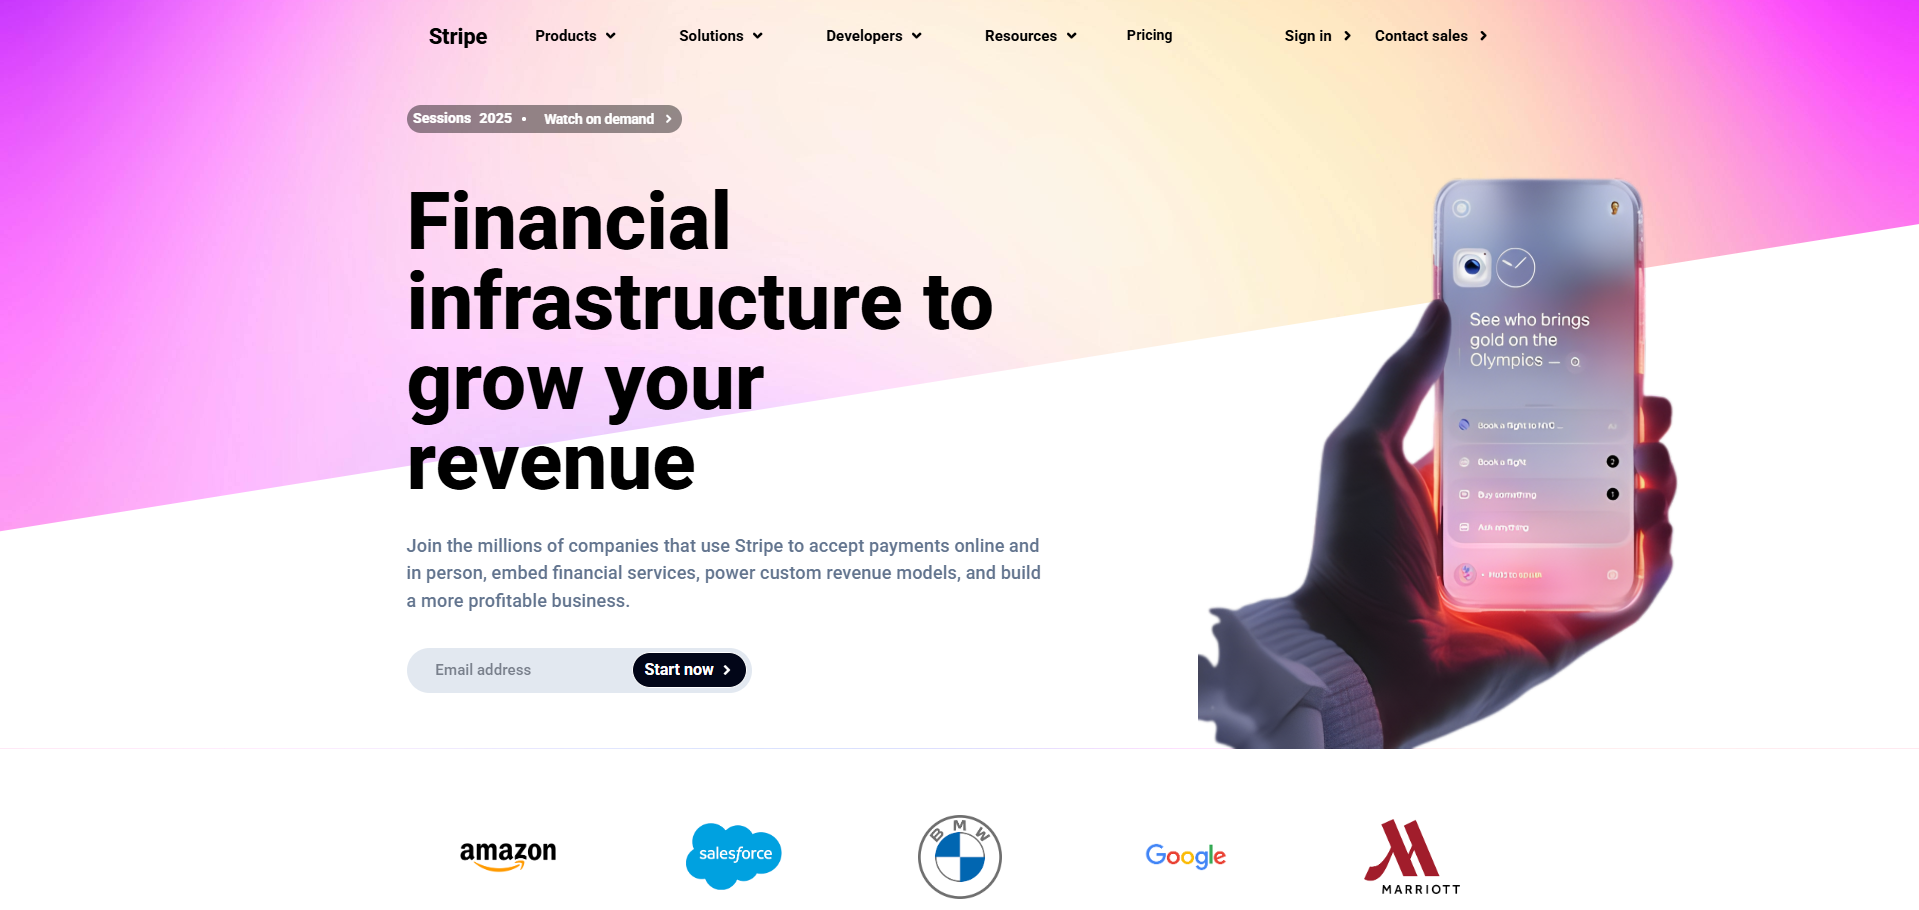 Stripe
Products
Solutions
Developers
Resources
Pricing
Sign in
Contact sales
Sessions 2025 • Watch on demand
Financial
infrastructure to
grow your
revenue
Join the millions of companies that use Stripe to accept payments online and
in person, embed financial services, power custom revenue models, and build
a more profitable business.
Email address
Start now
See who brings
gold on the
Olympics —
Book a flight to NYC ...
Book a flight
2
Buy something
1
Ask anything
amazon
salesforce
BMW
Google
MARRIOTT